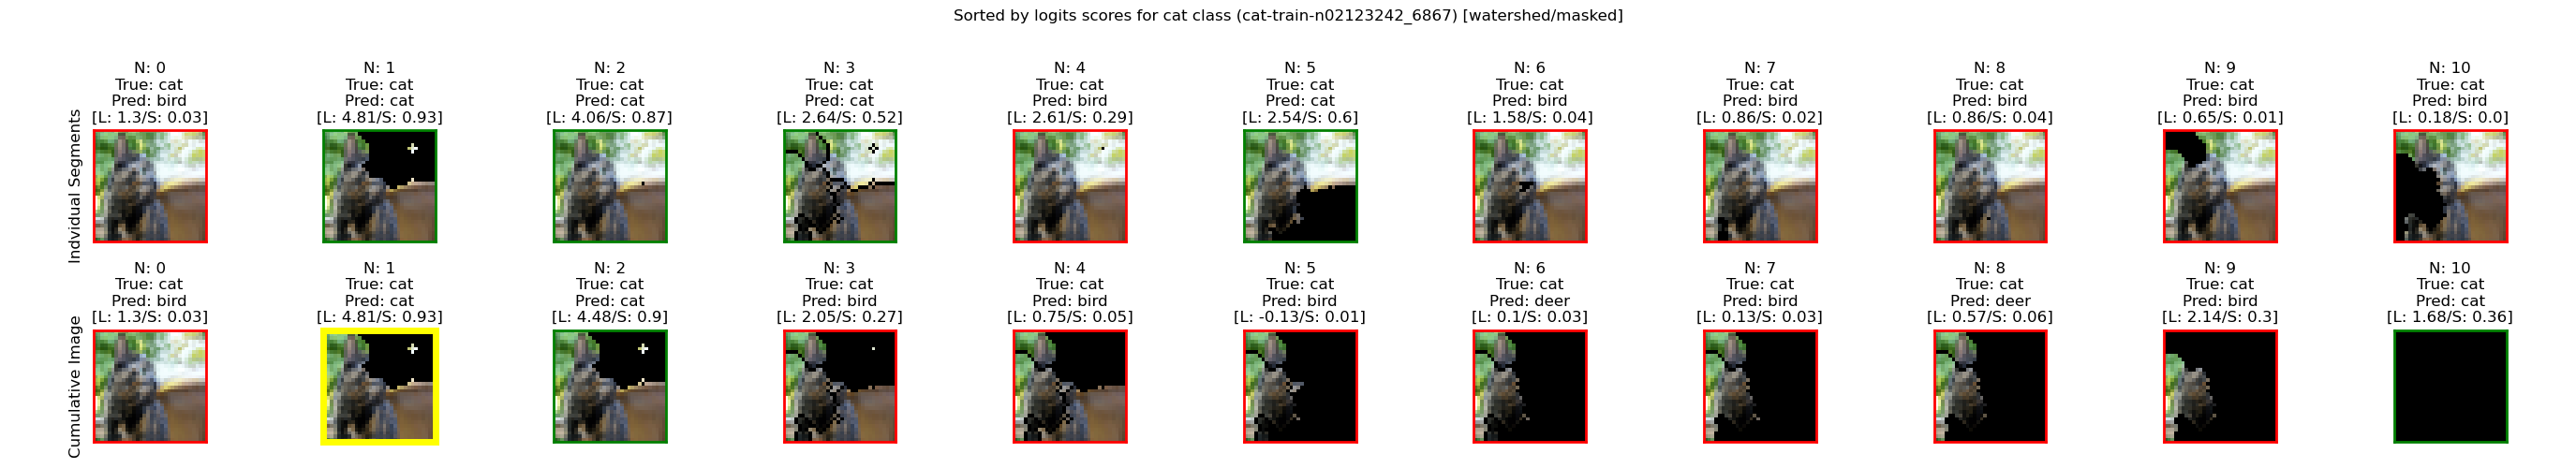 Sorted by logits scores for cat class (cat-train-n02123242_6867) [watershed/masked]
Indvidual Segments
N: 0
True: cat
Pred: bird
[L: 1.3/S: 0.03]
N: 1
True: cat
Pred: cat
[L: 4.81/S: 0.93]
N: 2
True: cat
Pred: cat
[L: 4.06/S: 0.87]
N: 3
True: cat
Pred: cat
[L: 2.64/S: 0.52]
N: 4
True: cat
Pred: bird
[L: 2.61/S: 0.29]
N: 5
True: cat
Pred: cat
[L: 2.54/S: 0.6]
N: 6
True: cat
Pred: bird
[L: 1.58/S: 0.04]
N: 7
True: cat
Pred: bird
[L: 0.86/S: 0.02]
N: 8
True: cat
Pred: bird
[L: 0.86/S: 0.04]
N: 9
True: cat
Pred: bird
[L: 0.65/S: 0.01]
N: 10
True: cat
Pred: bird
[L: 0.18/S: 0.0]
Cumulative Image
N: 0
True: cat
Pred: bird
[L: 1.3/S: 0.03]
N: 1
True: cat
Pred: cat
[L: 4.81/S: 0.93]
N: 2
True: cat
Pred: cat
[L: 4.48/S: 0.9]
N: 3
True: cat
Pred: bird
[L: 2.05/S: 0.27]
N: 4
True: cat
Pred: bird
[L: 0.75/S: 0.05]
N: 5
True: cat
Pred: bird
[L: -0.13/S: 0.01]
N: 6
True: cat
Pred: deer
[L: 0.1/S: 0.03]
N: 7
True: cat
Pred: bird
[L: 0.13/S: 0.03]
N: 8
True: cat
Pred: deer
[L: 0.57/S: 0.06]
N: 9
True: cat
Pred: bird
[L: 2.14/S: 0.3]
N: 10
True: cat
Pred: cat
[L: 1.68/S: 0.36]